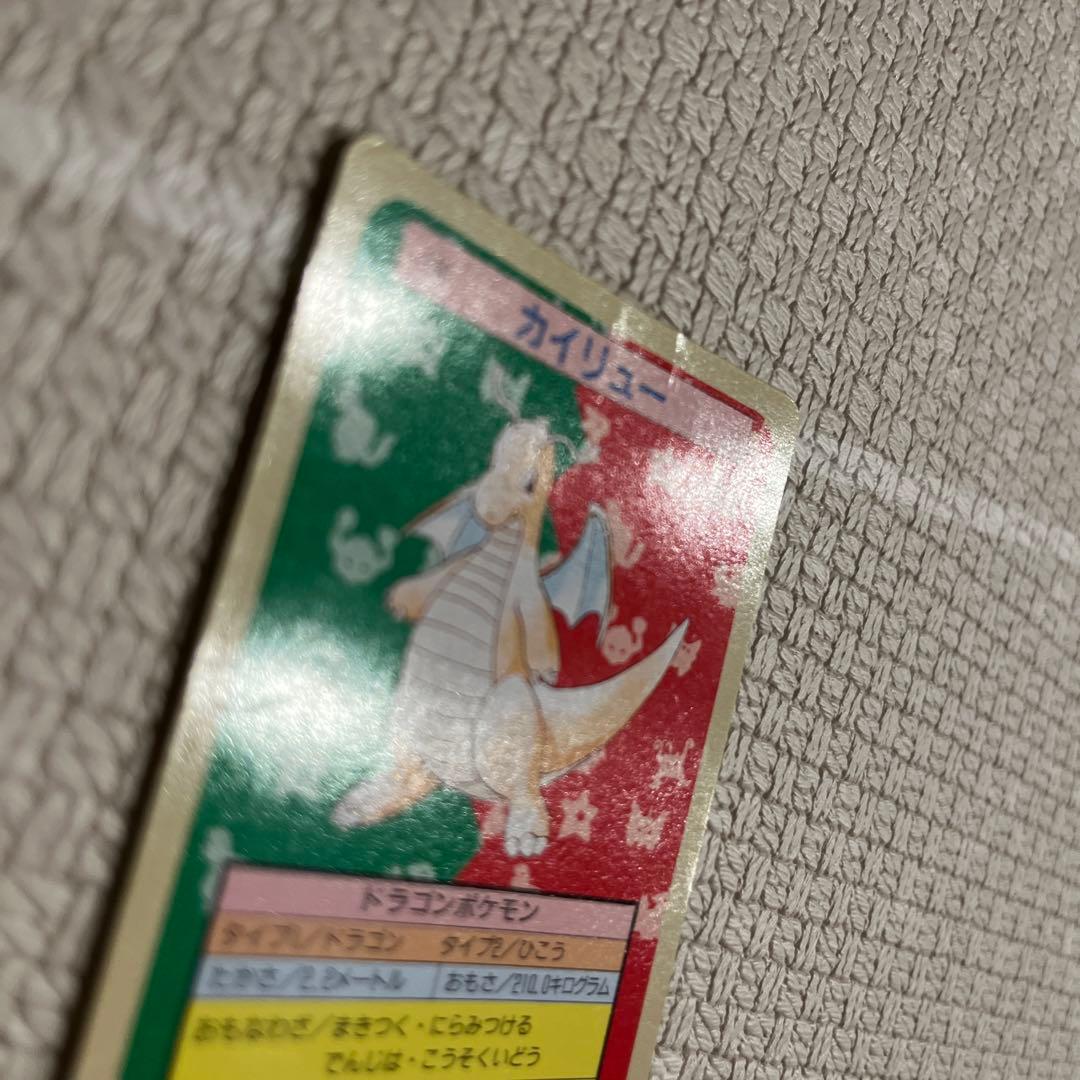 カイリュー
ドラゴンポケモン
タイプ1/ドラゴン タイプ2/ひこう
たかさ/2.2メートル おもさ/210.0キログラム
おもなわざ/まきつく・にらみつける
でんじは・こうそくいどう